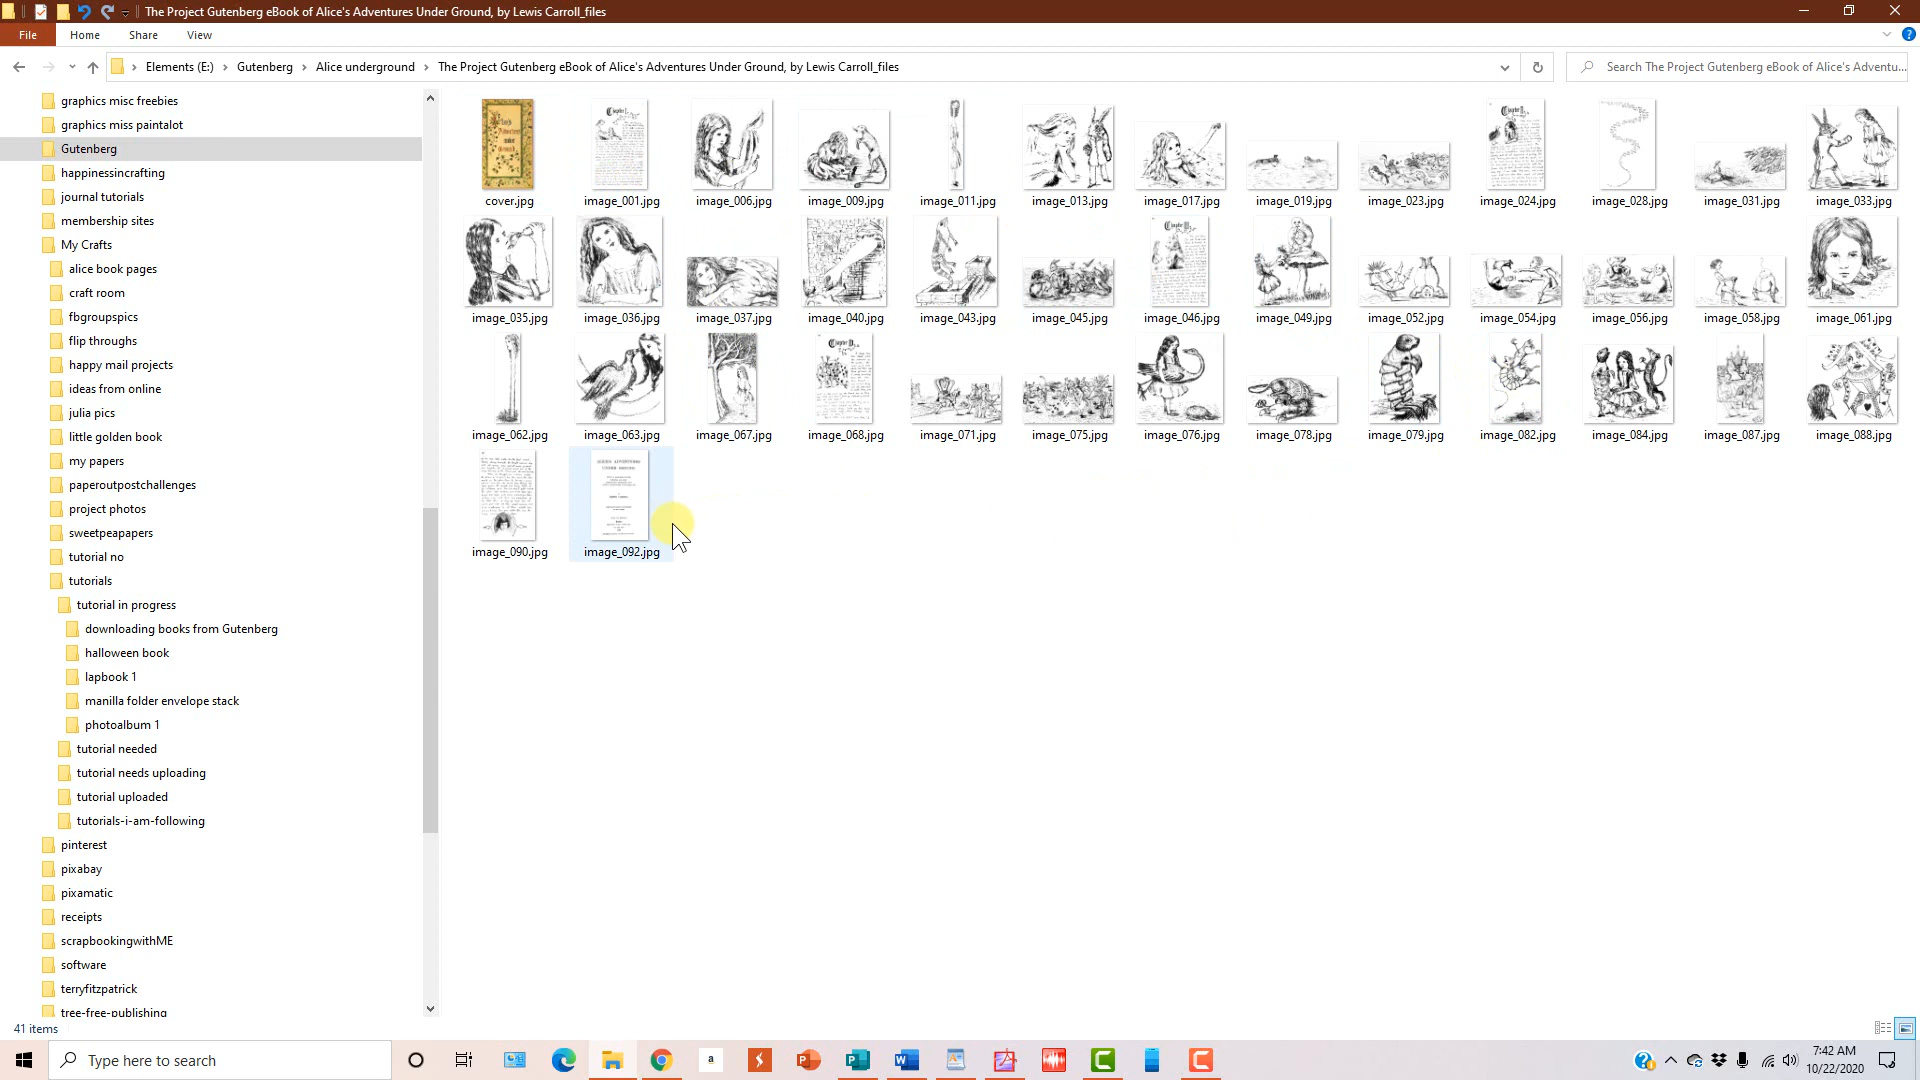 The Project Gutenberg eBook of Alice's Adventures Under Ground, by Lewis Carroll_files
File Home Share View
Elements (E:) Gutenberg Alice underground The Project Gutenberg eBook of Alice's Adventures Under Ground, by Lewis Carroll_files
Search The Project Gutenberg eBook of Alice's Adventu...
graphics misc freebies
graphics miss paintalot
Gutenberg
happinessincrafting
journal tutorials
membership sites
My Crafts
alice book pages
craft room
fbgroupspics
flip throughs
happy mail projects
ideas from online
julia pics
little golden book
my papers
paperoutpostchallenges
project photos
sweetpeapapers
tutorial no
tutorials
tutorial in progress
downloading books from Gutenberg
halloween book
lapbook 1
manilla folder envelope stack
photoalbum 1
tutorial needed
tutorial needs uploading
tutorial uploaded
tutorials-i-am-following
pinterest
pixabay
pixamatic
receipts
scrapbookingwithME
software
terryfitzpatrick
tree-free-publishing
cover.jpg image_001.jpg image_006.jpg image_009.jpg image_011.jpg image_013.jpg image_017.jpg image_019.jpg image_023.jpg image_024.jpg image_028.jpg image_031.jpg image_033.jpg
image_035.jpg image_036.jpg image_037.jpg image_040.jpg image_043.jpg image_045.jpg image_046.jpg image_049.jpg image_052.jpg image_054.jpg image_056.jpg image_058.jpg image_061.jpg
image_062.jpg image_063.jpg image_067.jpg image_068.jpg image_071.jpg image_075.jpg image_076.jpg image_078.jpg image_079.jpg image_082.jpg image_084.jpg image_087.jpg image_088.jpg
ALICE'S ADVENTURES
UNDER GROUND
image_090.jpg image_092.jpg
41 items
Type here to search
7:42 AM
10/22/2020